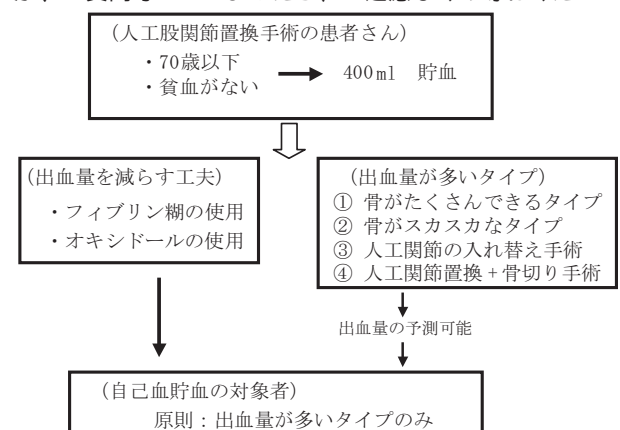 (人工股関節置換手術の患者さん)
・70歳以下
・貧血がない
400ml 貯血
(出血量を減らす工夫)
・フィブリン糊の使用
・オキシドールの使用
(出血量が多いタイプ)
① 骨がたくさんできるタイプ
② 骨がスカスカなタイプ
③ 人工関節の入れ替え手術
④ 人工関節置換+骨切り手術
出血量の予測可能
(自己血貯血の対象者)
原則:出血量が多いタイプのみ